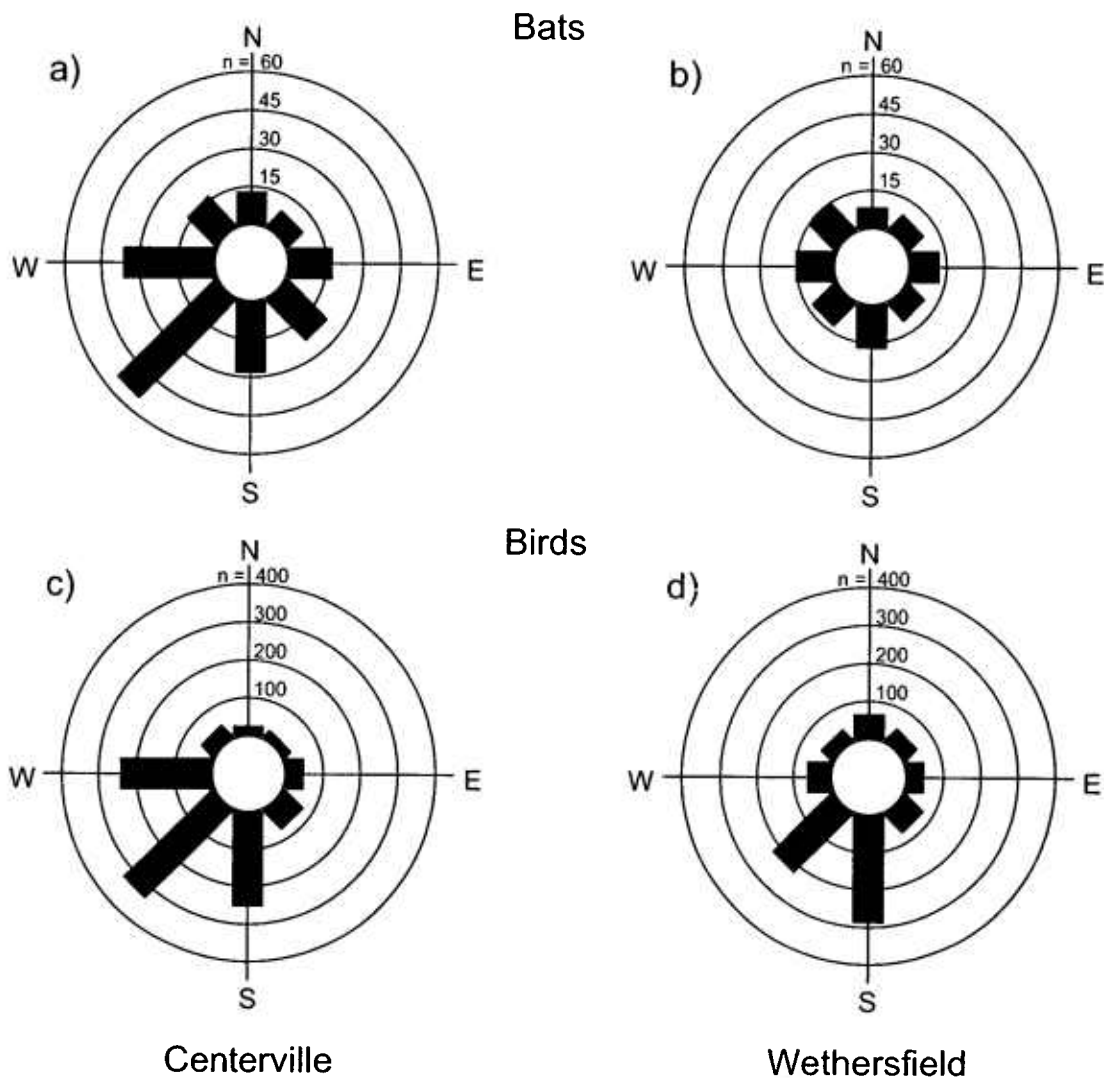 Bats
a)
N
n = 60
45
30
15
W
E
S
b)
N
n = 60
45
30
15
W
E
S
Birds
c)
N
n = 400
300
200
100
W
E
S
d)
N
n = 400
300
200
100
W
E
S
Centerville
Wethersfield